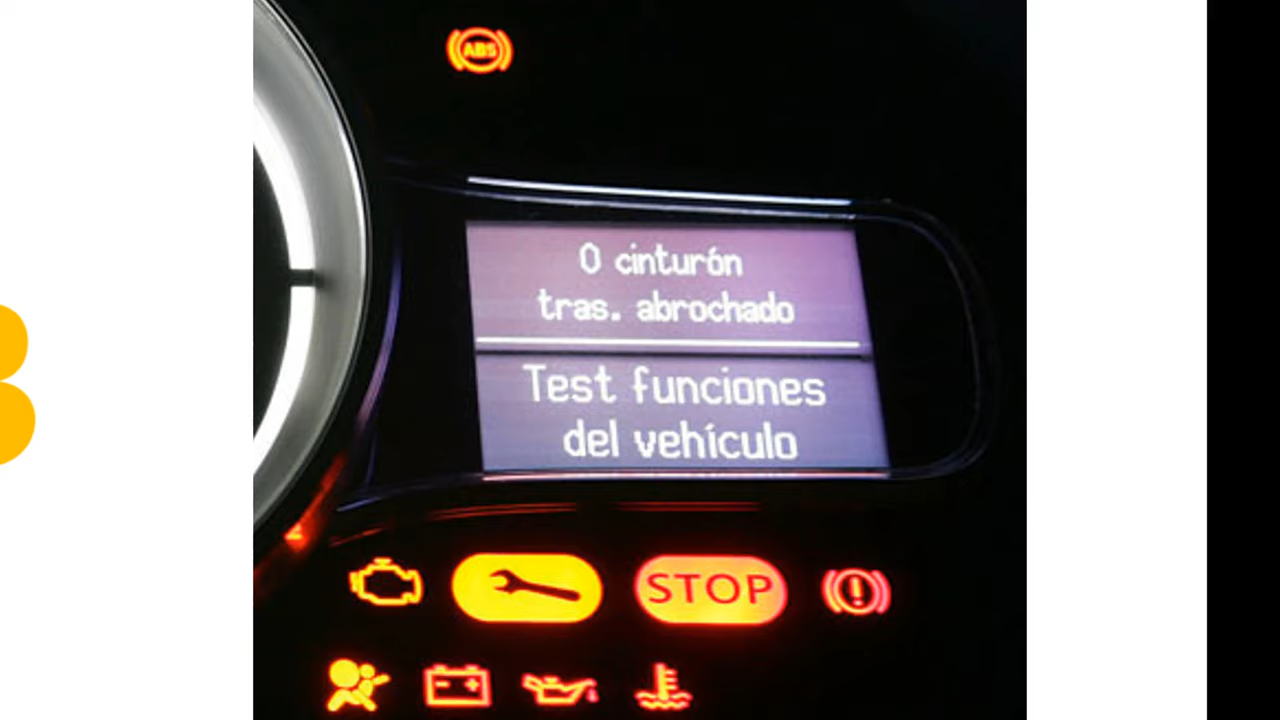 ABS
0 cinturón
tras. abrochado
Test funciones
del vehículo
STOP